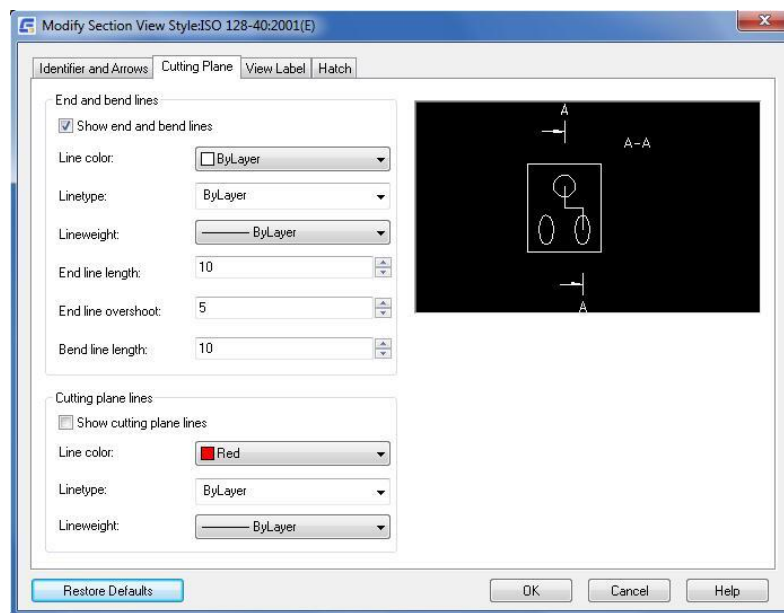 Modify Section View Style:ISO 128-40:2001(E)
Identifier and Arrows Cutting Plane View Label Hatch
End and bend lines
Show end and bend lines
Line color: ByLayer
Linetype: ByLayer
Lineweight: ByLayer
End line length: 10
End line overshoot: 5
Bend line length: 10
Cutting plane lines
Show cutting plane lines
Line color: Red
Linetype: ByLayer
Lineweight: ByLayer
A
A-A
A
Restore Defaults OK Cancel Help